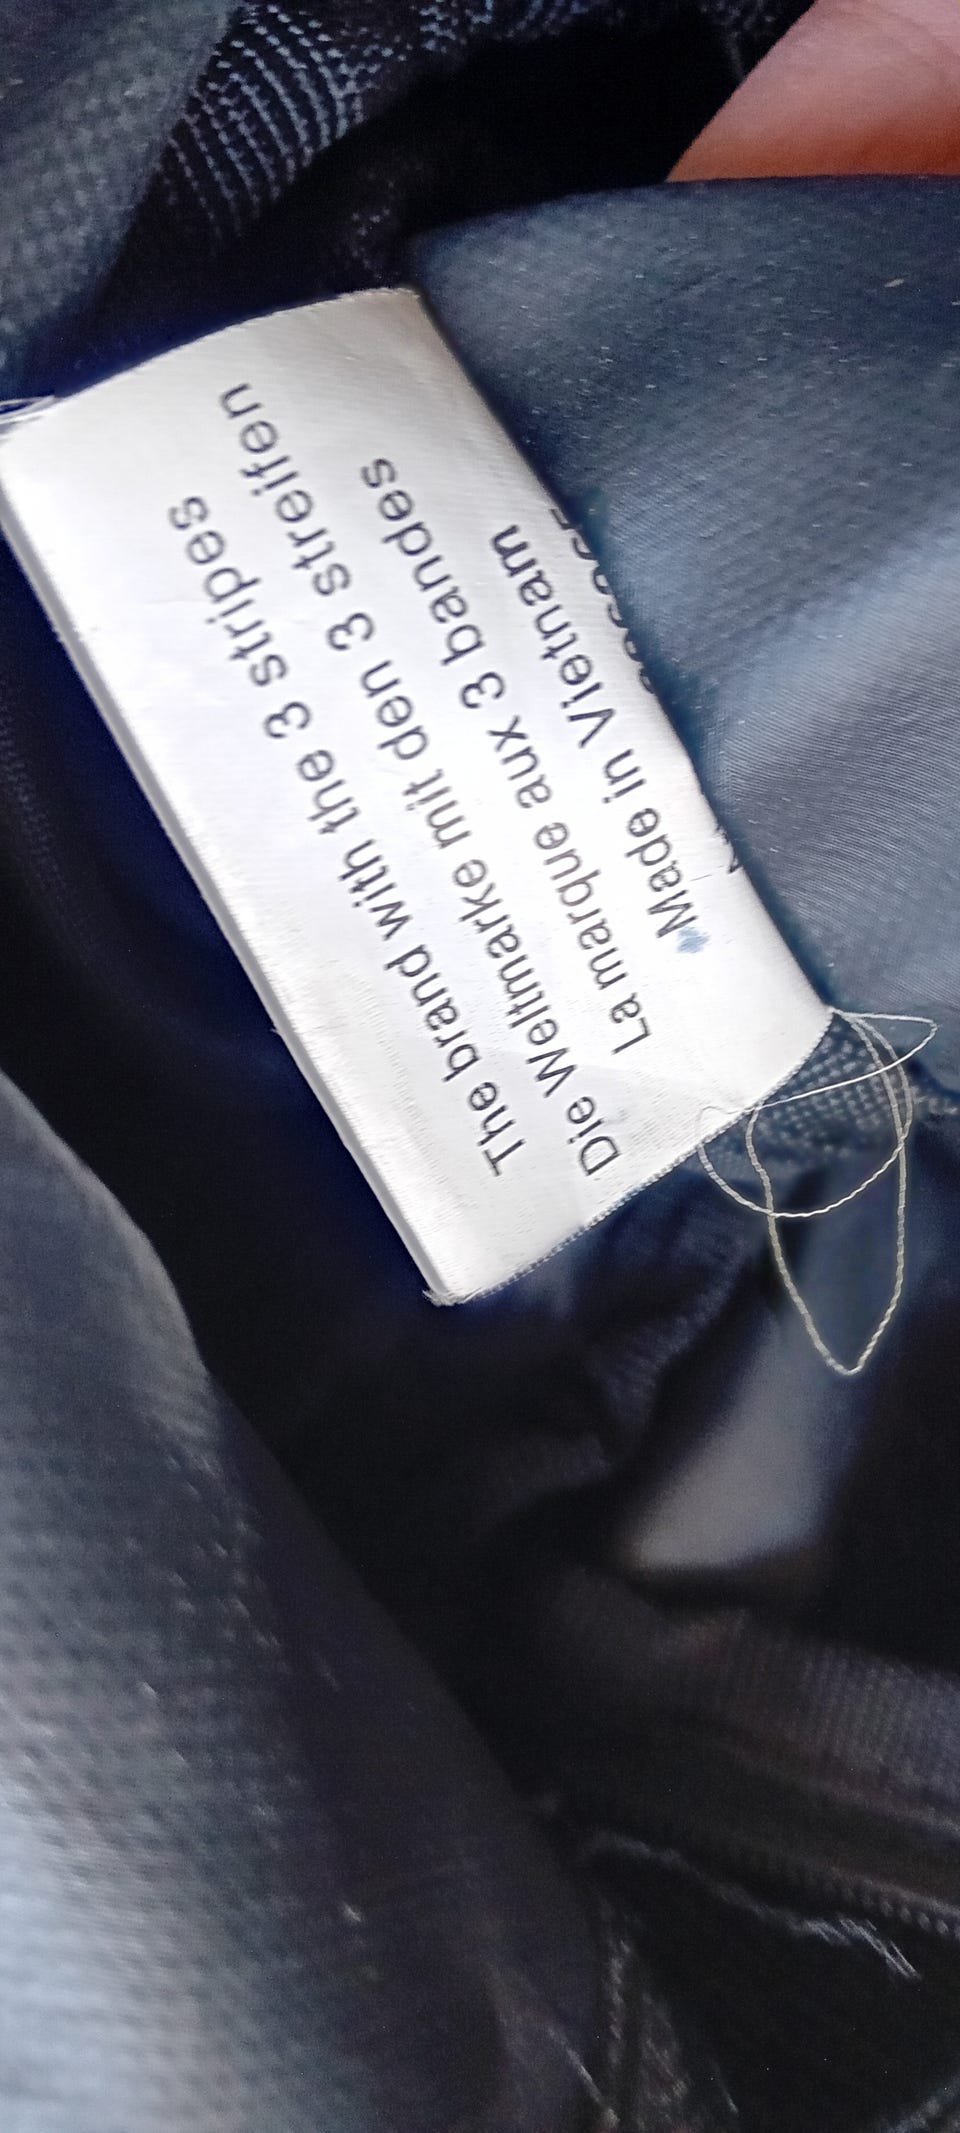 The brand with the 3 stripes
Die Weltmarke mit den 3 streifen
La marque aux 3 bandes
Made in Vietnam